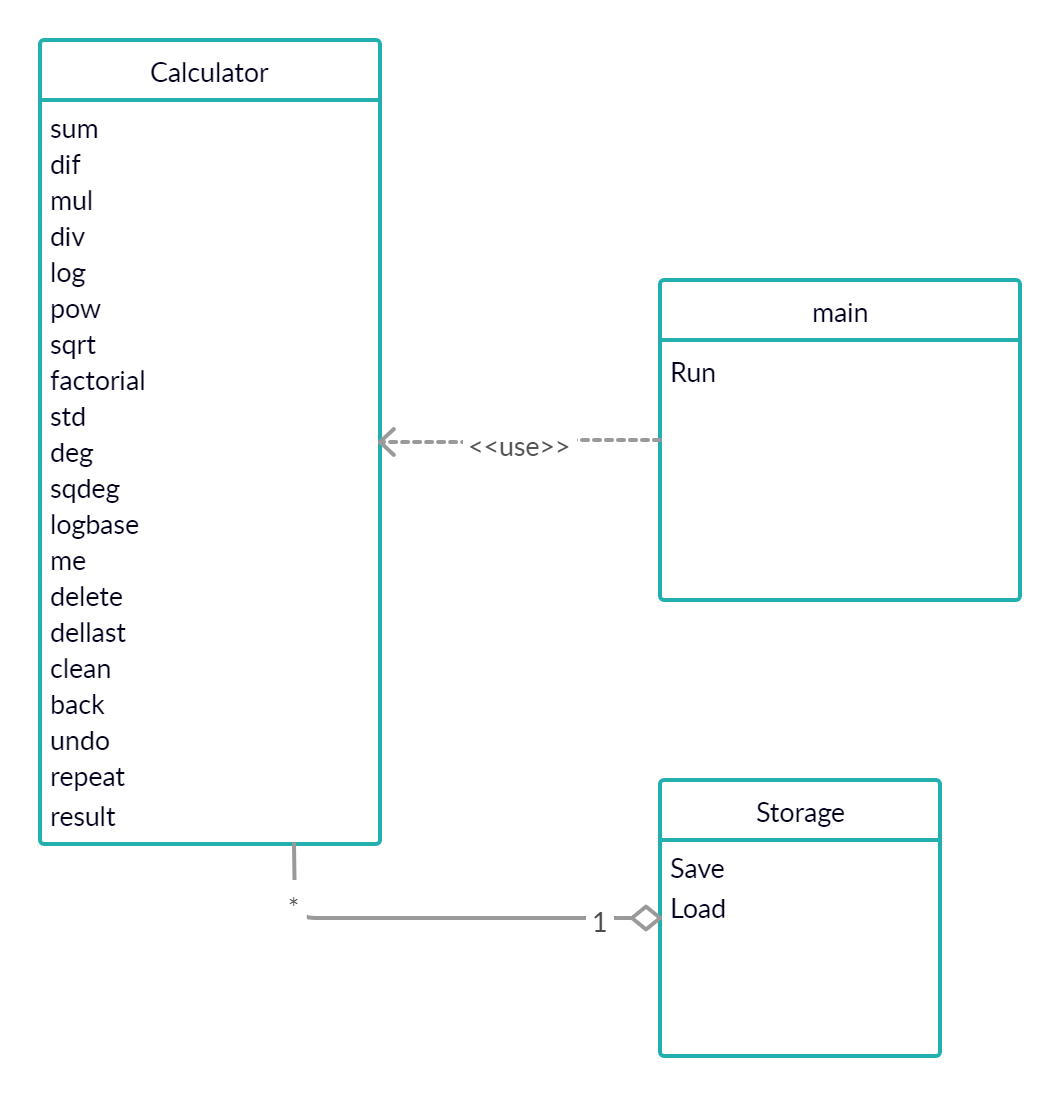 Calculator
sum
dif
mul
div
log
pow
sqrt
factorial
std
deg
sqdeg
logbase
me
delete
dellast
clean
back
undo
repeat
result
<<use>>
main
Run
*
1
Storage
Save
Load